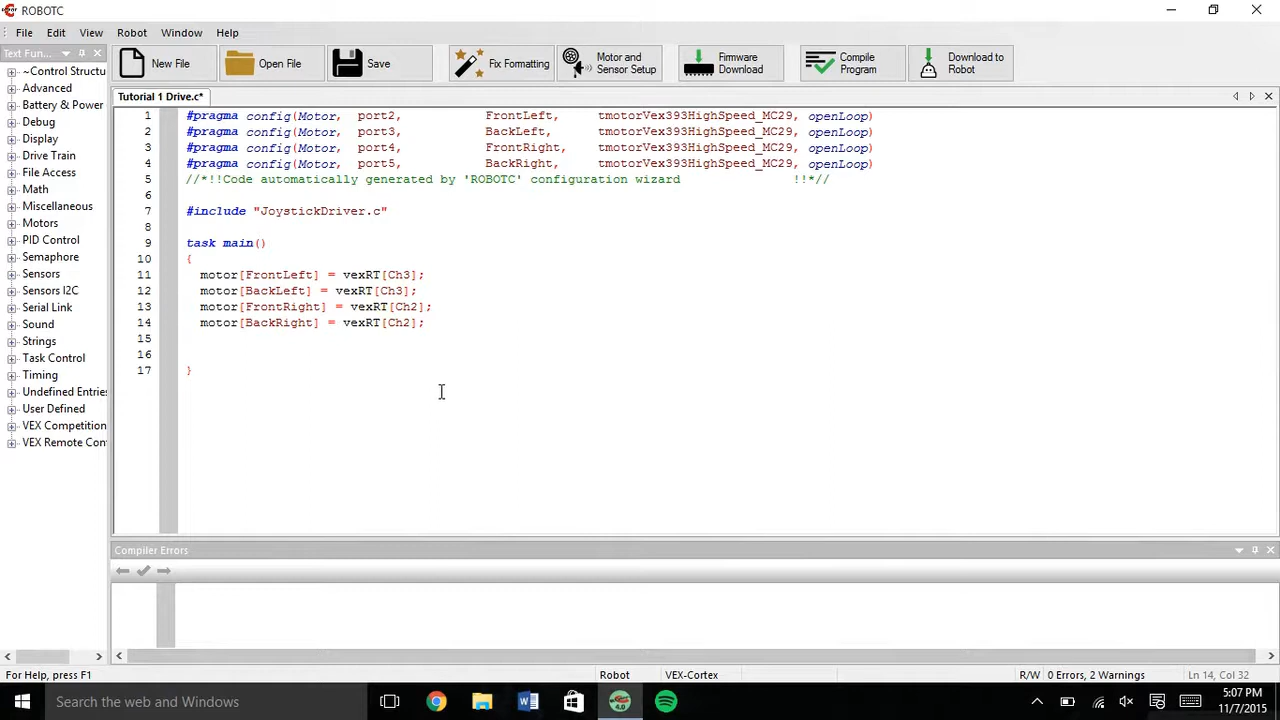 ROBOTC
File Edit View Robot Window Help
Text Fun...
New File Open File Save Fix Formatting Motor and Sensor Setup Firmware Download Compile Program Download to Robot
Tutorial 1 Drive.c*
~Control Structu
Advanced
Battery & Power
Debug
Display
Drive Train
File Access
Math
Miscellaneous
Motors
PID Control
Semaphore
Sensors
Sensors I2C
Serial Link
Sound
Strings
Task Control
Timing
Undefined Entries
User Defined
VEX Competition
VEX Remote Con
1 #pragma config(Motor, port2, FrontLeft, tmotorVex393HighSpeed_MC29, openLoop)
2 #pragma config(Motor, port3, BackLeft, tmotorVex393HighSpeed_MC29, openLoop)
3 #pragma config(Motor, port4, FrontRight, tmotorVex393HighSpeed_MC29, openLoop)
4 #pragma config(Motor, port5, BackRight, tmotorVex393HighSpeed_MC29, openLoop)
5 //*!!Code automatically generated by 'ROBOTC' configuration wizard !!*//
6
7 #include "JoystickDriver.c"
8
9 task main()
10 {
11 motor[FrontLeft] = vexRT[Ch3];
12 motor[BackLeft] = vexRT[Ch3];
13 motor[FrontRight] = vexRT[Ch2];
14 motor[BackRight] = vexRT[Ch2];
15
16
17 }
Compiler Errors
For Help, press F1 Robot VEX-Cortex R/W 0 Errors, 2 Warnings Ln 14, Col 32
Search the web and Windows
4.0
5:07 PM
11/7/2015